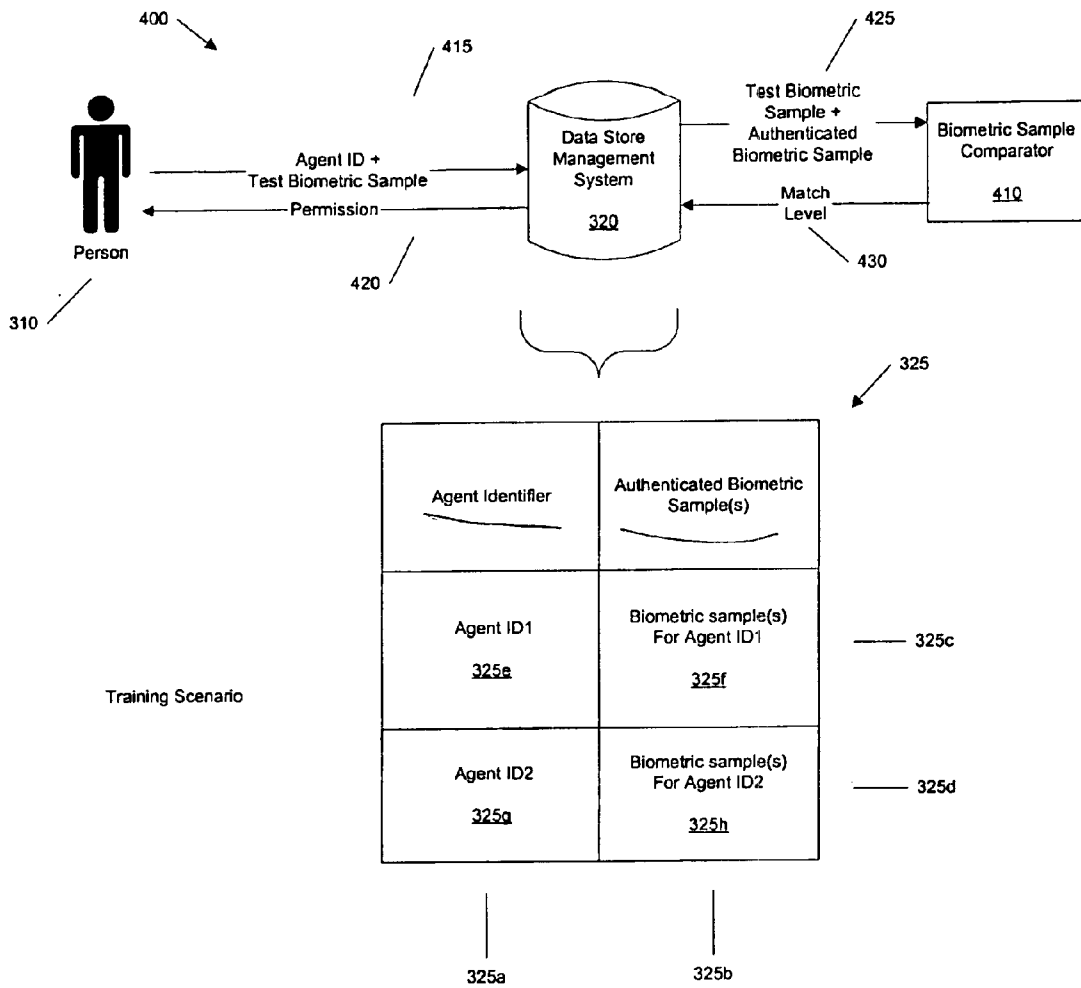 400
415
425
Agent ID +
Test Biometric Sample
Permission
Person
310
420
Data Store
Management
System
320
Test Biometric
Sample +
Authenticated
Biometric Sample
Match
Level
430
Biometric Sample
Comparator
410
325
Agent Identifier
Authenticated Biometric
Sample(s)
Agent ID1
325e
Biometric sample(s)
For Agent ID1
325f
325c
Training Scenario
Agent ID2
325g
Biometric sample(s)
For Agent ID2
325h
325d
325a
325b